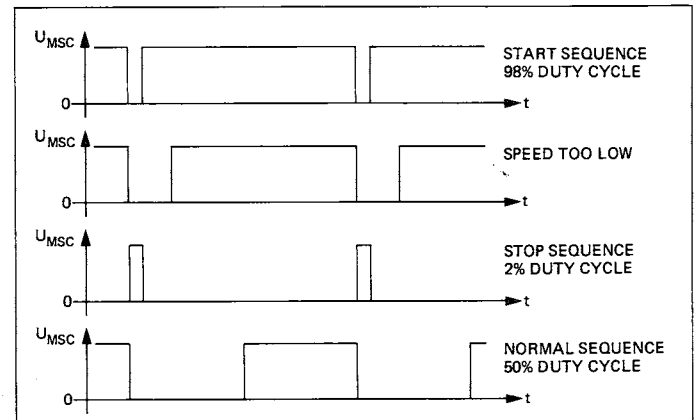 U_MSC
START SEQUENCE
98% DUTY CYCLE
0
t
U_MSC
SPEED TOO LOW
0
t
U_MSC
STOP SEQUENCE
2% DUTY CYCLE
0
t
U_MSC
NORMAL SEQUENCE
50% DUTY CYCLE
0
t